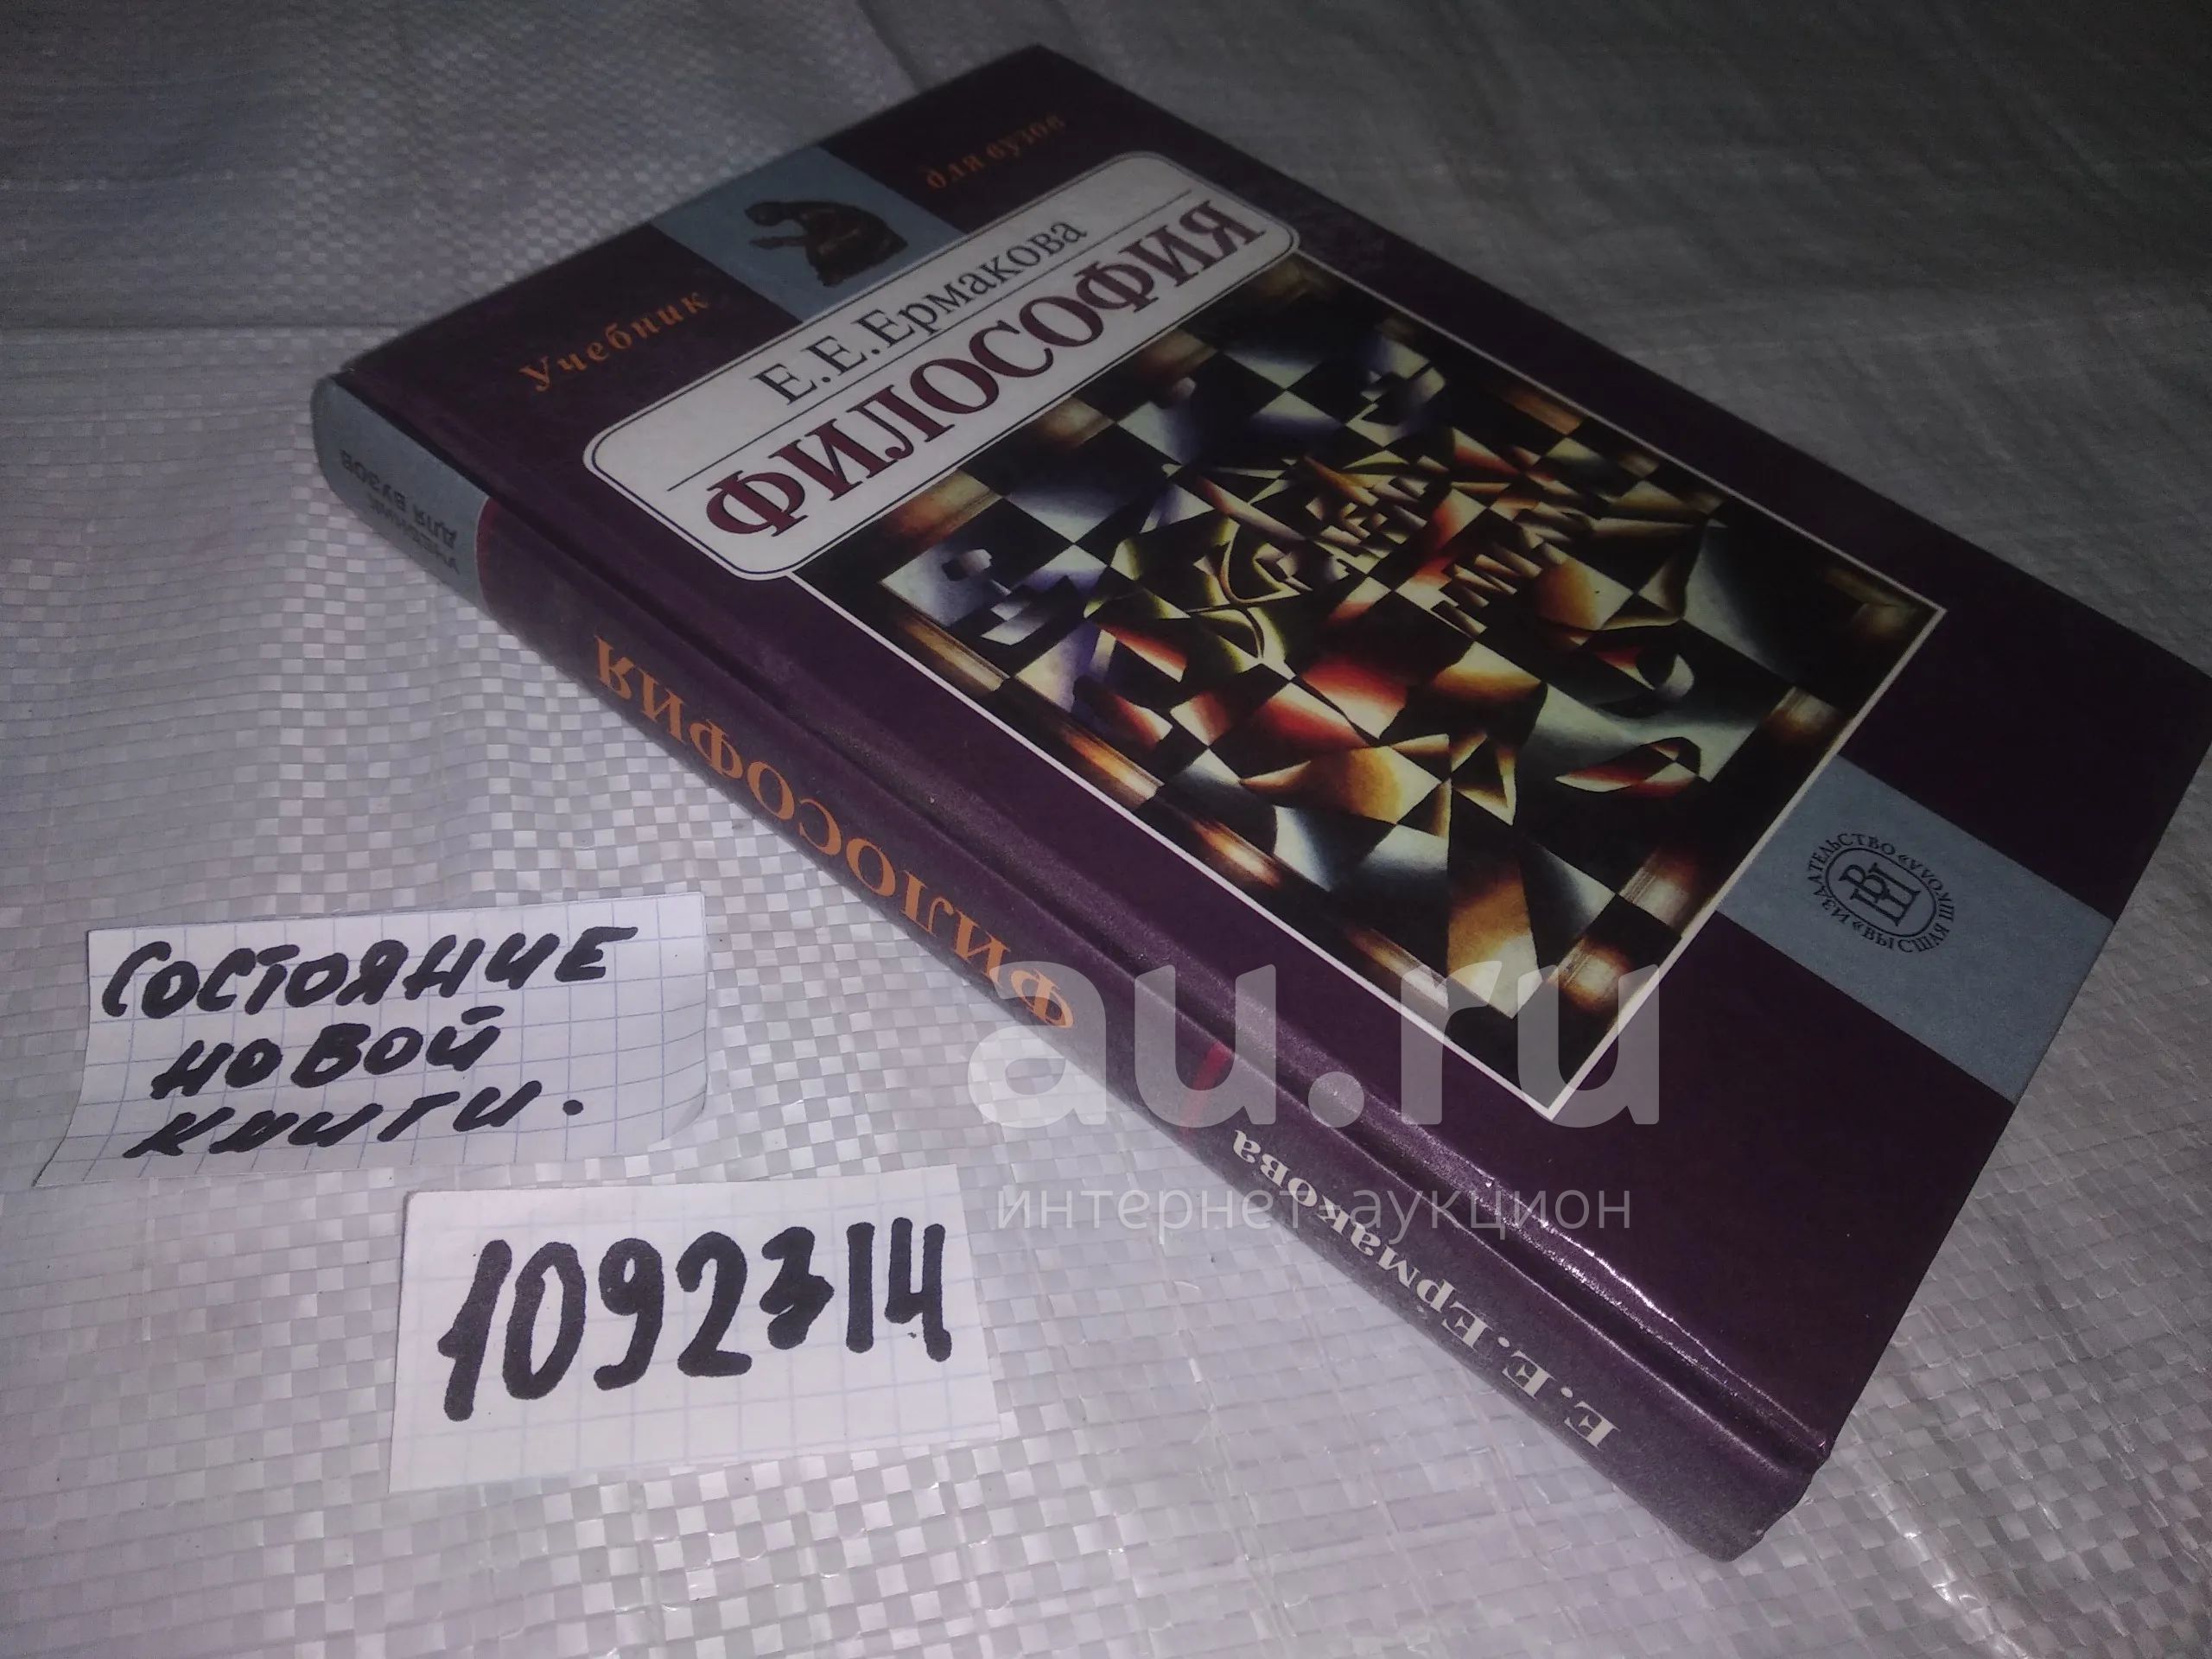 Учебник
для вузов
Е. Е. Ермакова
ФИЛОСОФИЯ
ИЗДАТЕЛЬСТВО «ВЫСШАЯ ШКОЛА»
ВШ
УЧЕБНИК
ДЛЯ ВУЗОВ
ФИЛОСОФИЯ
Е. Е. Ермакова
СОСТОЯНИЕ
НОВОЙ
КНИГИ.
1092314
au.ru
интернет-аукцион